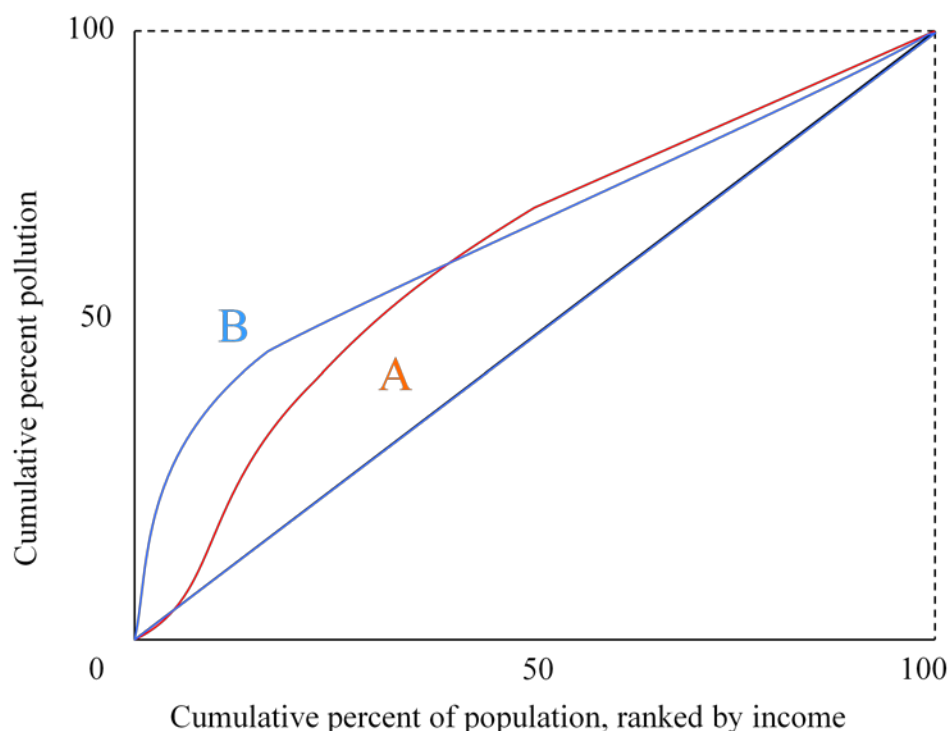 100
Cumulative percent pollution
50
B
A
0
50
100
Cumulative percent of population, ranked by income